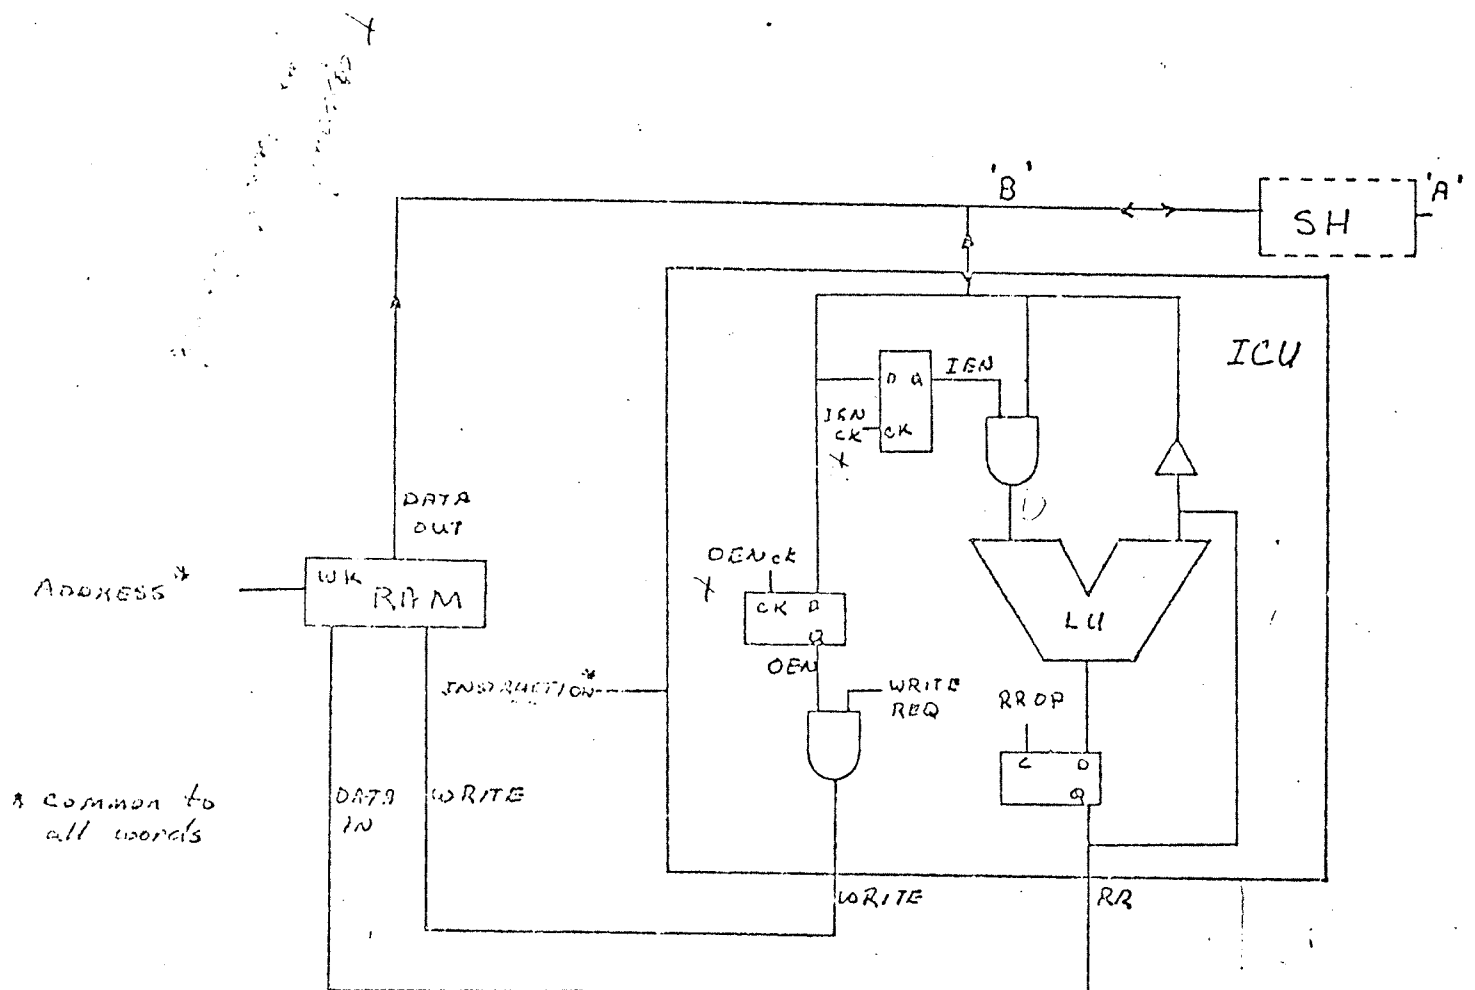 'B'
'A'
SH
ICU
D Q
IEN
IEN
CK
CK
DATA
OUT
D
OENCK
ADDRESS*
WK
RAM
CK D
Q
LU
OEN
INSTRUCTION*
WRITE
REQ
RROP
C D
Q
* common to
all words
DATA
IN
WRITE
WRITE
RR